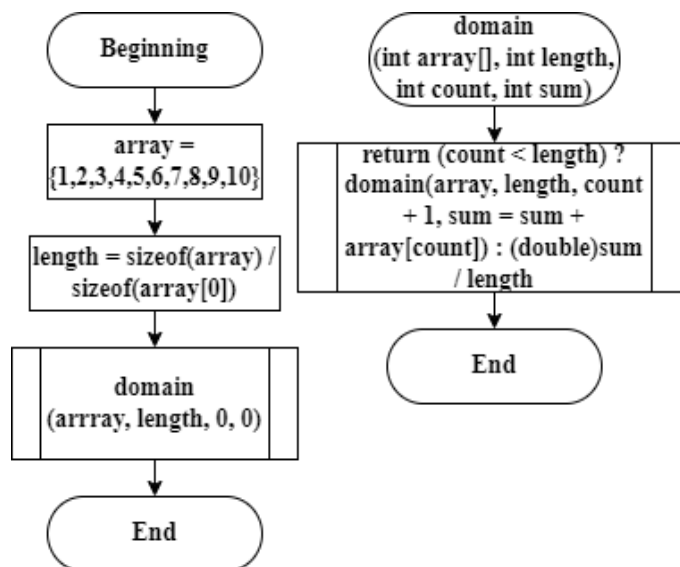 Beginning
array =
{1,2,3,4,5,6,7,8,9,10}
length = sizeof(array) /
sizeof(array[0])
domain
(arrray, length, 0, 0)
End
domain
(int array[], int length,
int count, int sum)
return (count < length) ?
domain(array, length, count
+ 1, sum = sum +
array[count]) : (double)sum
/ length
End